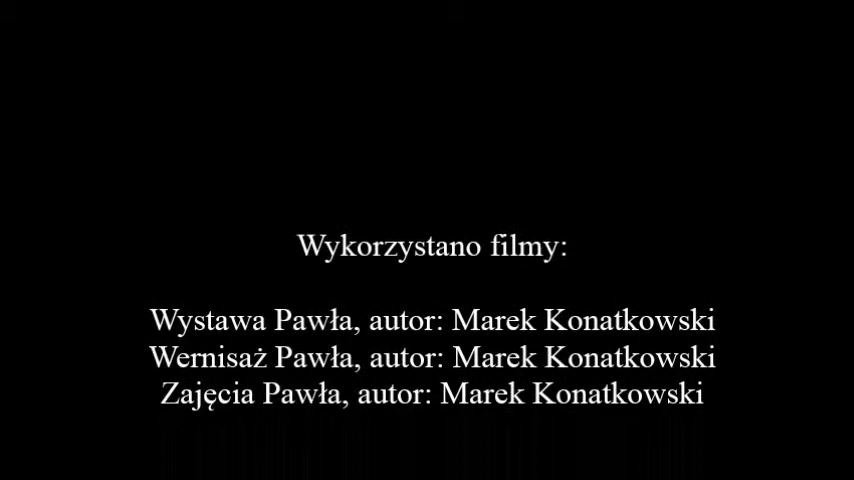 Wykorzystano filmy:
Wystawa Pawła, autor: Marek Konatkowski
Wernisaż Pawła, autor: Marek Konatkowski
Zajęcia Pawła, autor: Marek Konatkowski